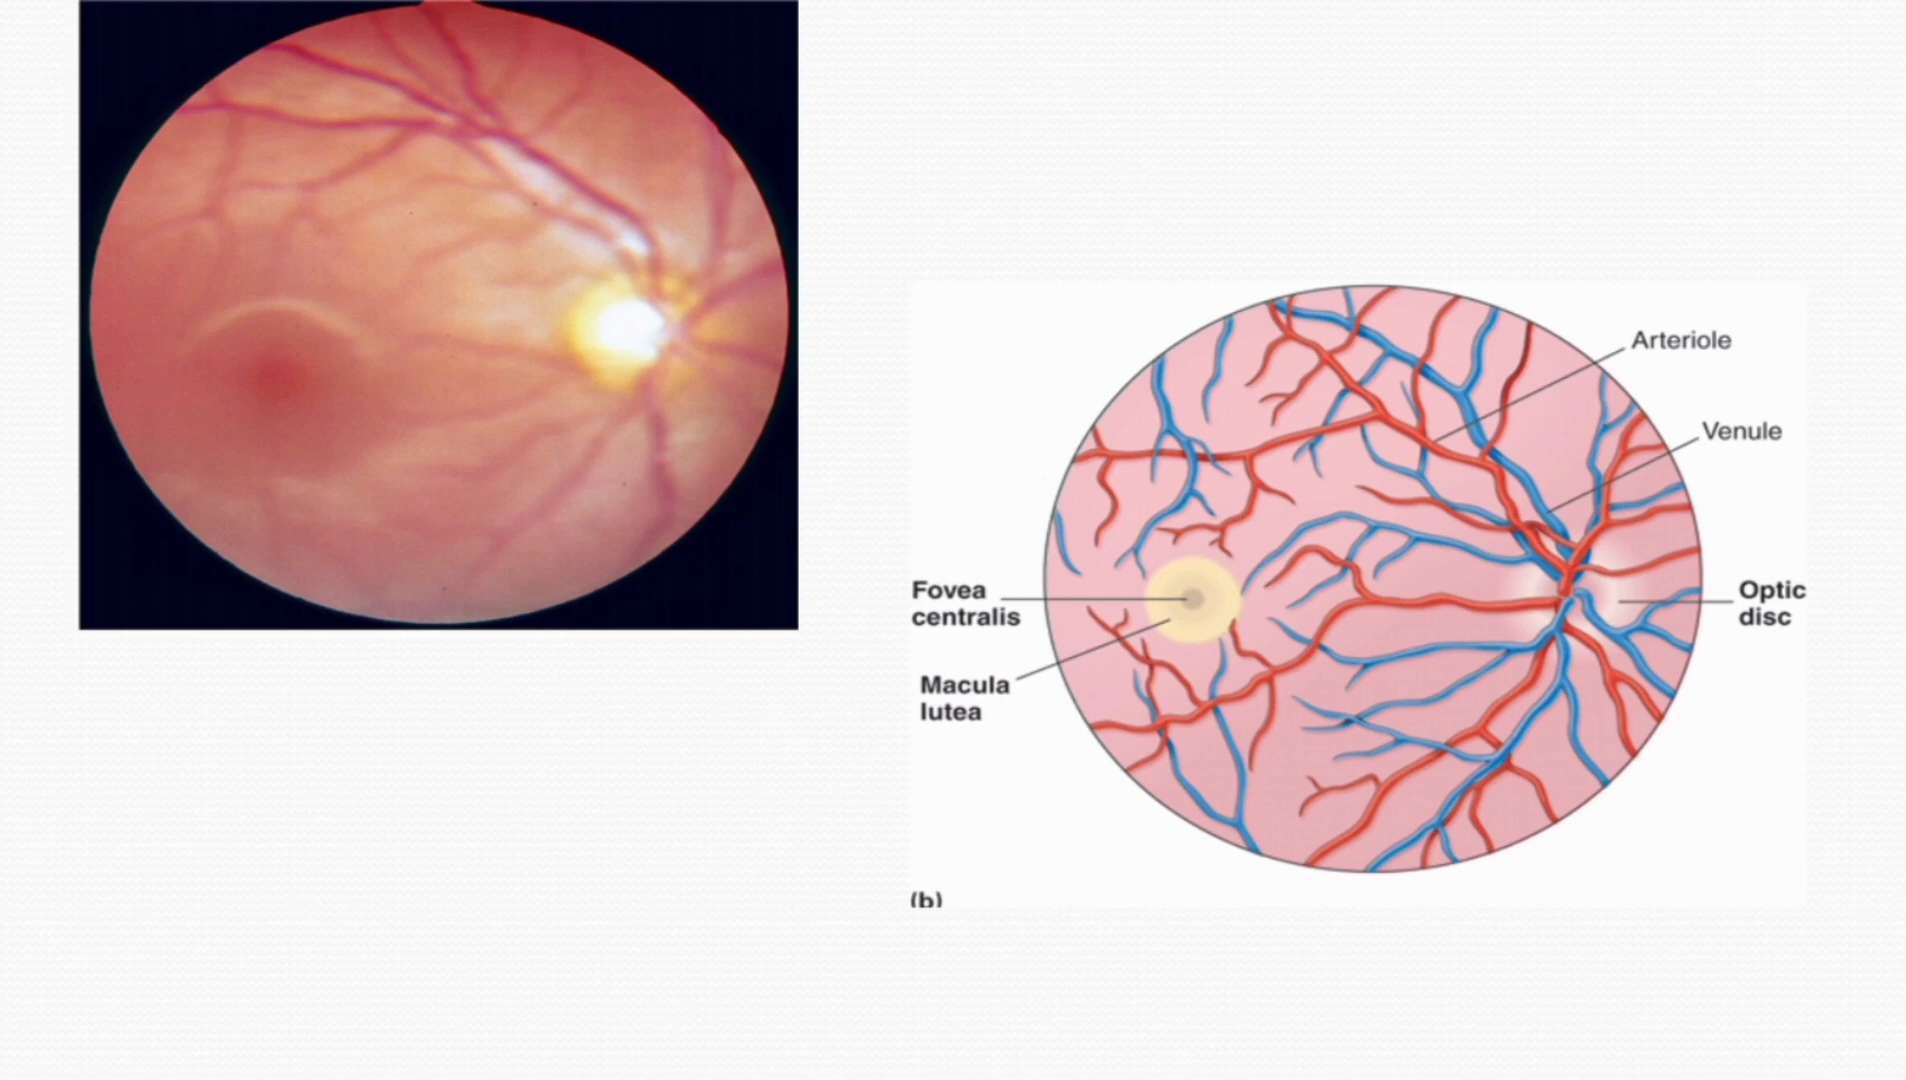 Arteriole
Venule
Fovea
centralis
Optic
disc
Macula
lutea
(b)